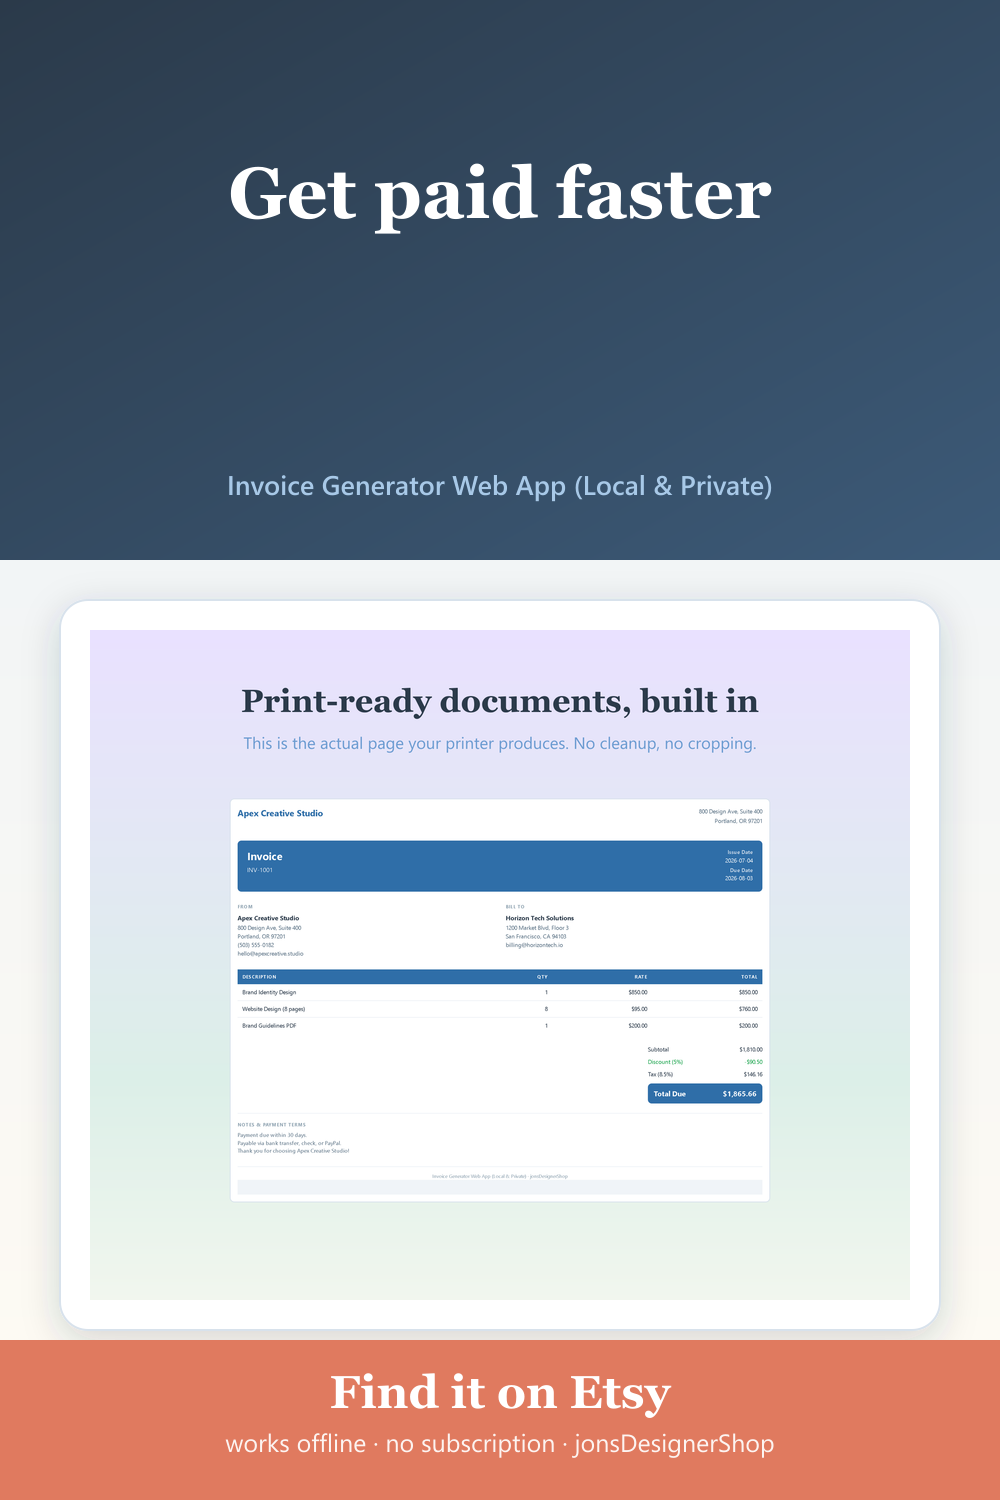 Get paid faster
Invoice Generator Web App (Local & Private)
Print-ready documents, built in
This is the actual page your printer produces. No cleanup, no cropping.
Apex Creative Studio
800 Design Ave, Suite 400
Portland, OR 97201
Invoice
INV-1001
Issue Date
2026-07-04
Due Date
2026-08-03
FROM
Apex Creative Studio
800 Design Ave, Suite 400
Portland, OR 97201
(503) 555-0182
hello@apexcreative.studio
BILL TO
Horizon Tech Solutions
1200 Market Blvd, Floor 3
San Francisco, CA 94103
billing@horizontech.io
DESCRIPTION QTY RATE TOTAL
Brand Identity Design 1 $850.00 $850.00
Website Design (8 pages) 8 $95.00 $760.00
Brand Guidelines PDF 1 $200.00 $200.00
Subtotal $1,810.00
Discount (5%) -$90.50
Tax (8.5%) $146.16
Total Due $1,865.66
NOTES & PAYMENT TERMS
Payment due within 30 days.
Payable via bank transfer, check, or PayPal.
Thank you for choosing Apex Creative Studio!
Invoice Generator Web App (Local & Private) · jonsDesignerShop
Find it on Etsy
works offline · no subscription · jonsDesignerShop